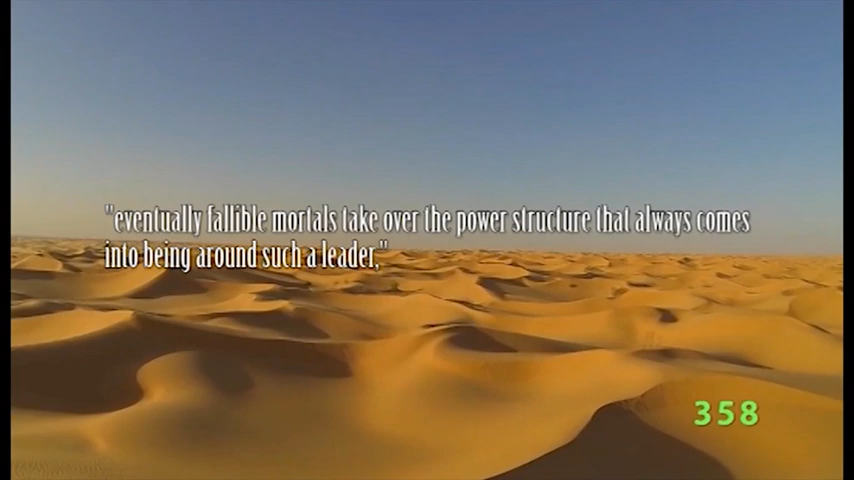 "eventually fallible mortals take over the power structure that always comes
into being around such a leader,"
358